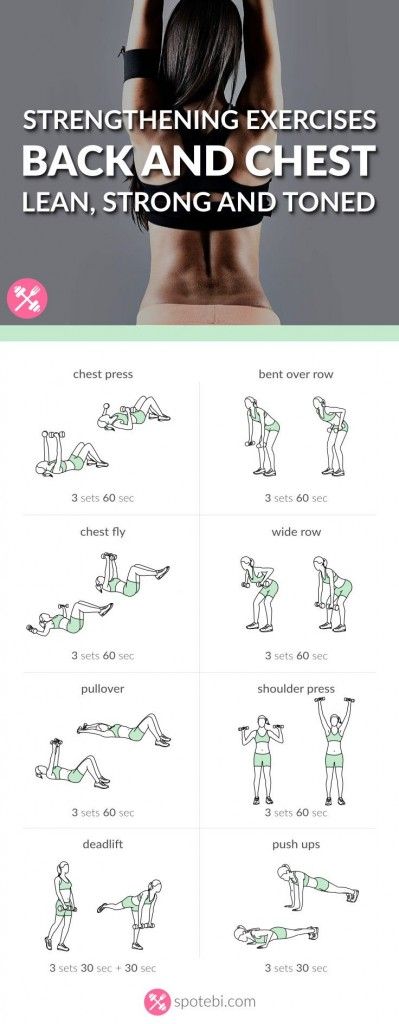 STRENGTHENING EXERCISES
BACK AND CHEST
LEAN, STRONG AND TONED
chest press
3 sets 60 sec
bent over row
3 sets 60 sec
chest fly
3 sets 60 sec
wide row
3 sets 60 sec
pullover
3 sets 60 sec
shoulder press
3 sets 60 sec
deadlift
3 sets 30 sec + 30 sec
push ups
3 sets 30 sec
spotebi.com